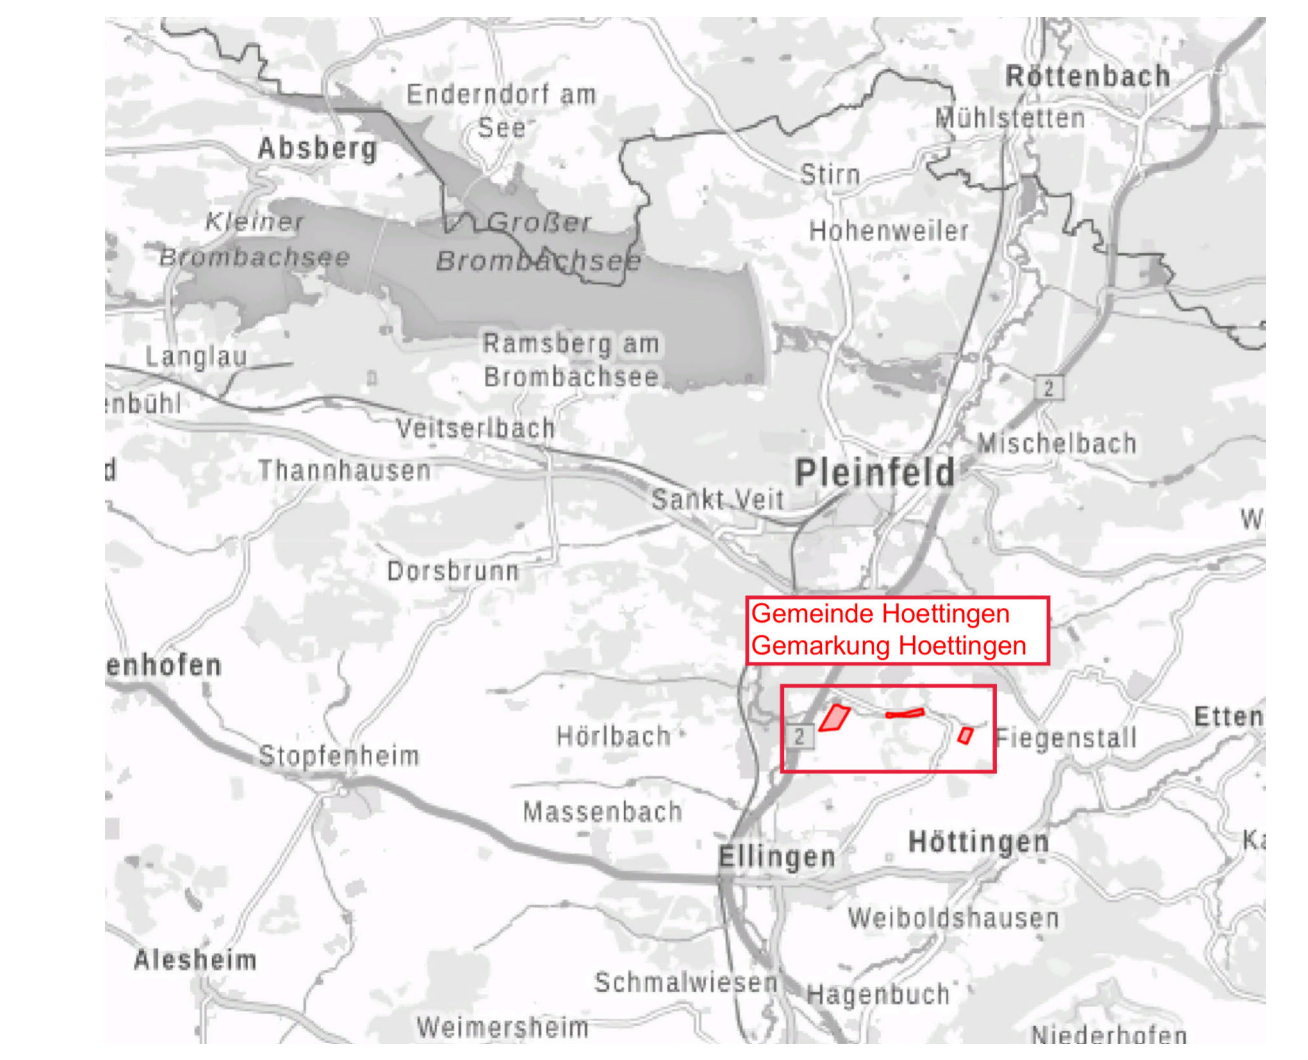 Röttenbach
Enderndorf am
See
Mühlstetten
Absberg
Stirn
Kleiner
Brombachsee
Großer
Brombachsee
Hohenweiler
Ramsberg am
Brombachsee
Langlau
2
enbühl
Veitserlbach
Mischelbach
d
Thannhausen
Pleinfeld
Sankt Veit
W
Dorsbrunn
Gemeinde Hoettingen
Gemarkung Hoettingen
enhofen
Etten
Hörlbach
2
Fiegenstall
Stopfenheim
Massenbach
Ellingen
Höttingen
Ka
Weiboldshausen
Alesheim
Schmalwiesen
Hagenbuch
Weimersheim
Niederhofen